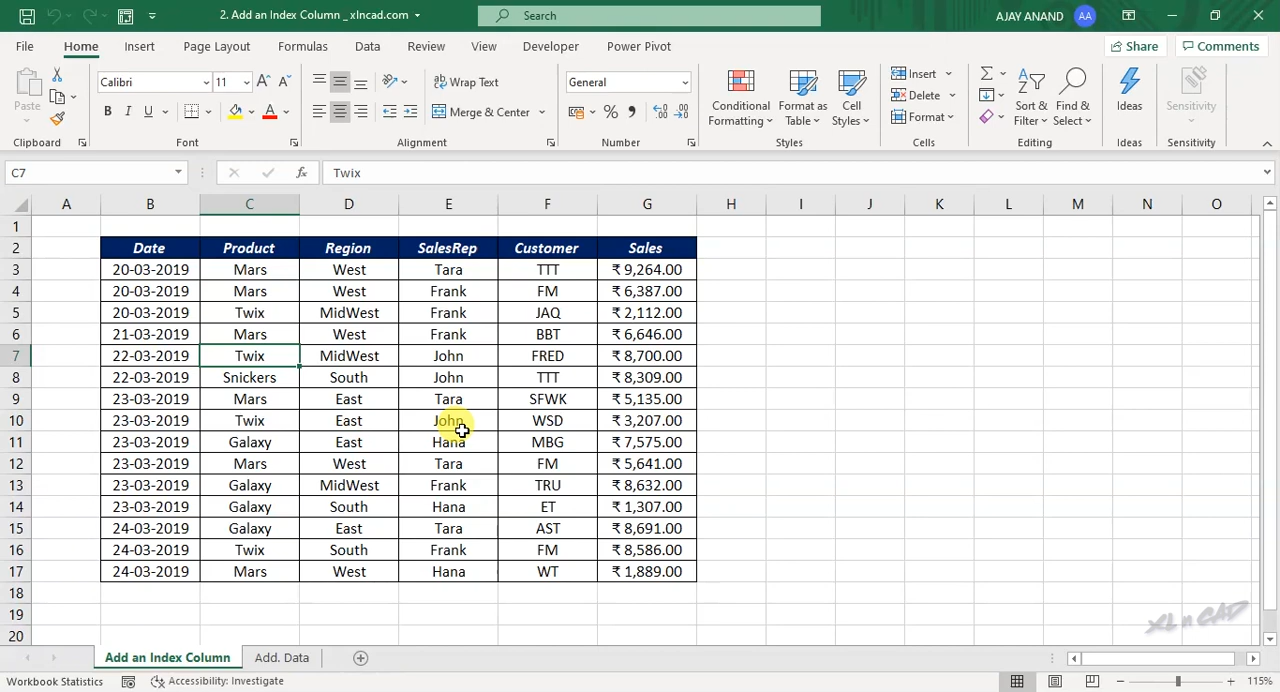 2. Add an Index Column _xlncad.com
Search
AJAY ANAND AA
File Home Insert Page Layout Formulas Data Review View Developer Power Pivot Share Comments
Paste
Calibri 11 A A
B I U A
Wrap Text
Merge & Center
General
% ,
Conditional Formatting
Format as Table
Cell Styles
Insert
Delete
Format
Sort & Filter
Find & Select
Ideas
Sensitivity
Clipboard Font Alignment Number Styles Cells Editing Ideas Sensitivity
C7 fx Twix
A B C D E F G H I J K L M N O
1
2 Date Product Region SalesRep Customer Sales
3 20-03-2019 Mars West Tara TTT ₹ 9,264.00
4 20-03-2019 Mars West Frank FM ₹ 6,387.00
5 20-03-2019 Twix MidWest Frank JAQ ₹ 2,112.00
6 21-03-2019 Mars West Frank BBT ₹ 6,646.00
7 22-03-2019 Twix MidWest John FRED ₹ 8,700.00
8 22-03-2019 Snickers South John TTT ₹ 8,309.00
9 23-03-2019 Mars East Tara SFWK ₹ 5,135.00
10 23-03-2019 Twix East John WSD ₹ 3,207.00
11 23-03-2019 Galaxy East Hana MBG ₹ 7,575.00
12 23-03-2019 Mars West Tara FM ₹ 5,641.00
13 23-03-2019 Galaxy MidWest Frank TRU ₹ 8,632.00
14 23-03-2019 Galaxy South Hana ET ₹ 1,307.00
15 24-03-2019 Galaxy East Tara AST ₹ 8,691.00
16 24-03-2019 Twix South Frank FM ₹ 8,586.00
17 24-03-2019 Mars West Hana WT ₹ 1,889.00
18
19
20
XL n CAD
Add an Index Column Add. Data
Workbook Statistics Accessibility: Investigate 115%